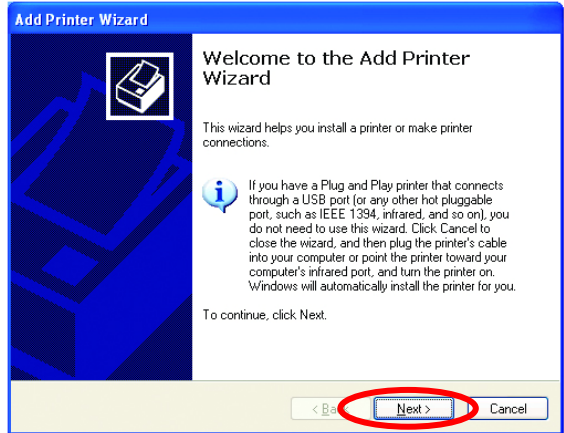 Add Printer Wizard
Welcome to the Add Printer
Wizard
This wizard helps you install a printer or make printer
connections.
If you have a Plug and Play printer that connects
through a USB port (or any other hot pluggable
port, such as IEEE 1394, infrared, and so on), you
do not need to use this wizard. Click Cancel to
close the wizard, and then plug the printer's cable
into your computer or point the printer toward your
computer's infrared port, and turn the printer on.
Windows will automatically install the printer for you.
To continue, click Next.
< Ba Next > Cancel